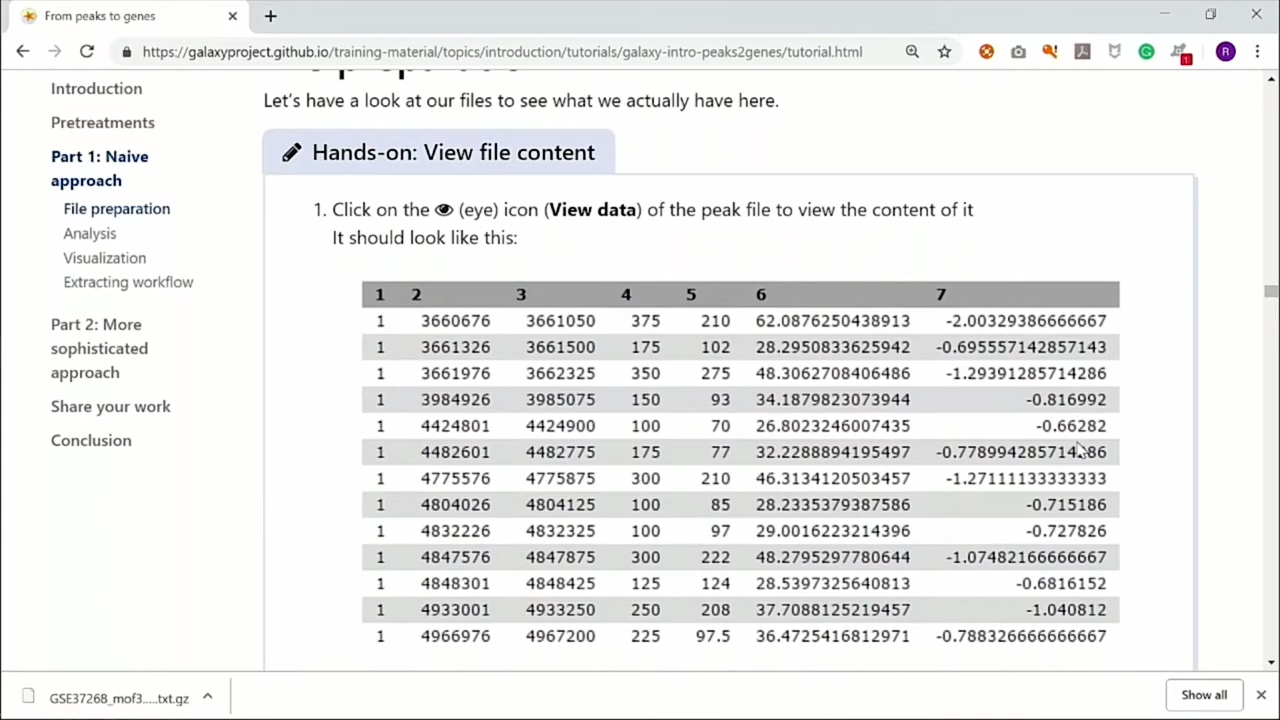 From peaks to genes
https://galaxyproject.github.io/training-material/topics/introduction/tutorials/galaxy-intro-peaks2genes/tutorial.html
1
R
Introduction
Pretreatments
Part 1: Naive
approach
File preparation
Analysis
Visualization
Extracting workflow
Part 2: More
sophisticated
approach
Share your work
Conclusion
Let's have a look at our files to see what we actually have here.
Hands-on: View file content
1. Click on the (eye) icon (View data) of the peak file to view the content of it
It should look like this:
1 2 3 4 5 6 7
1 3660676 3661050 375 210 62.0876250438913 -2.00329386666667
1 3661326 3661500 175 102 28.2950833625942 -0.695557142857143
1 3661976 3662325 350 275 48.3062708406486 -1.29391285714286
1 3984926 3985075 150 93 34.1879823073944 -0.816992
1 4424801 4424900 100 70 26.8023246007435 -0.66282
1 4482601 4482775 175 77 32.2288894195497
1 4775576 4775875 300 210 46.3134120503457 -1.27111133333333
1 4804026 4804125 100 85 28.2335379387586 -0.715186
1 4832226 4832325 100 97 29.0016223214396 -0.727826
1 4847576 4847875 300 222 48.2795297780644 -1.07482166666667
1 4848301 4848425 125 124 28.5397325640813 -0.6816152
1 4933001 4933250 250 208 37.7088125219457 -1.040812
1 4966976 4967200 225 97.5 36.4725416812971 -0.788326666666667
GSE37268_mof3.....txt.gz
Show all